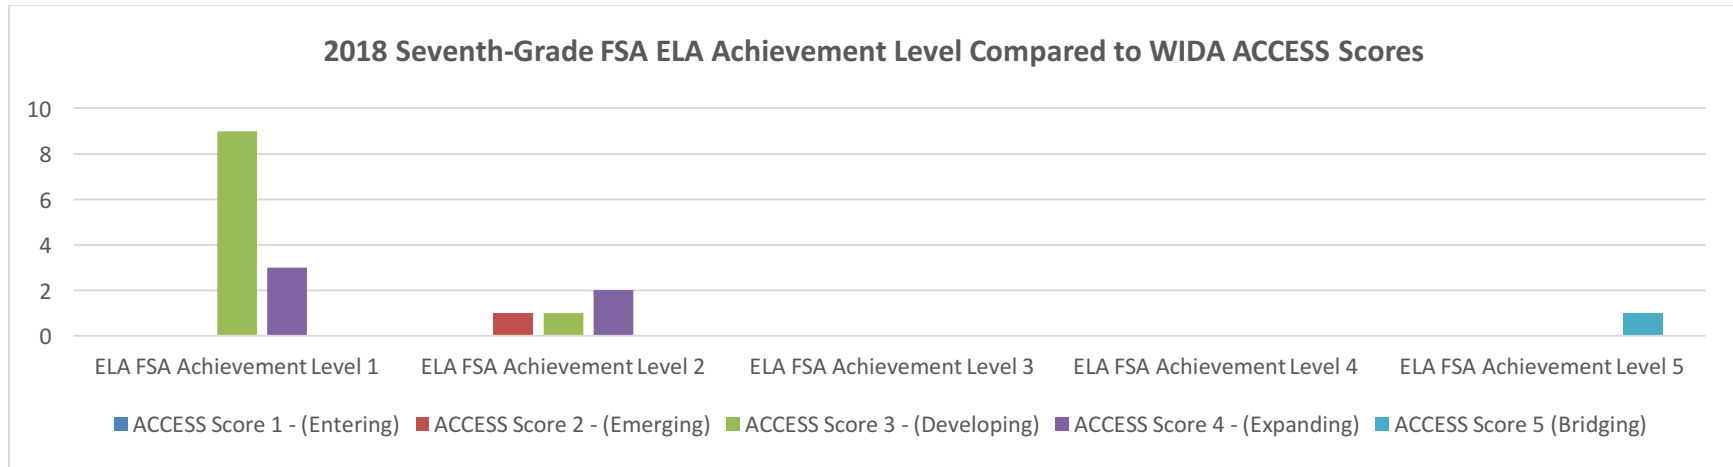 2018 Seventh-Grade FSA ELA Achievement Level Compared to WIDA ACCESS Scores
10
8
6
4
2
0
ELA FSA Achievement Level 1 ELA FSA Achievement Level 2 ELA FSA Achievement Level 3 ELA FSA Achievement Level 4 ELA FSA Achievement Level 5
ACCESS Score 1 - (Entering) ACCESS Score 2 - (Emerging) ACCESS Score 3 - (Developing) ACCESS Score 4 - (Expanding) ACCESS Score 5 (Bridging)